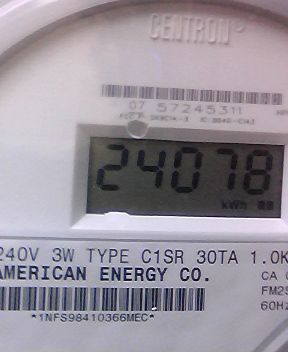 CENTRON®
07 57245311
24078
kWh
240V 3W TYPE C1SR 30TA 1.0K
AMERICAN ENERGY CO. CA
FM2S
*1NFS98410366MEC* 60HZ